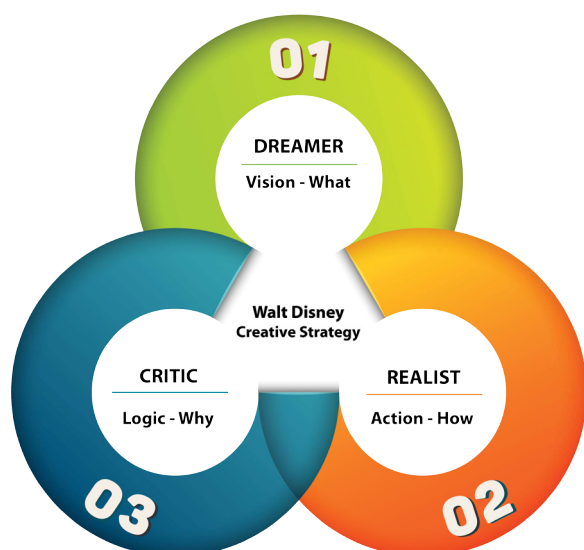 01
DREAMER
Vision - What
Walt Disney
Creative Strategy
CRITIC
Logic - Why
REALIST
Action - How
03
02